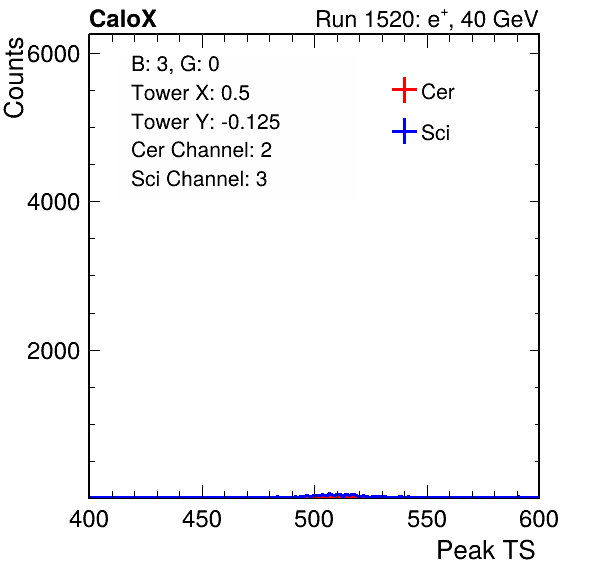 CaloX Run 1520: e⁺, 40 GeV
Counts
6000
4000
2000
B: 3, G: 0
Tower X: 0.5
Tower Y: -0.125
Cer Channel: 2
Sci Channel: 3
Cer
Sci
400 450 500 550 600
Peak TS